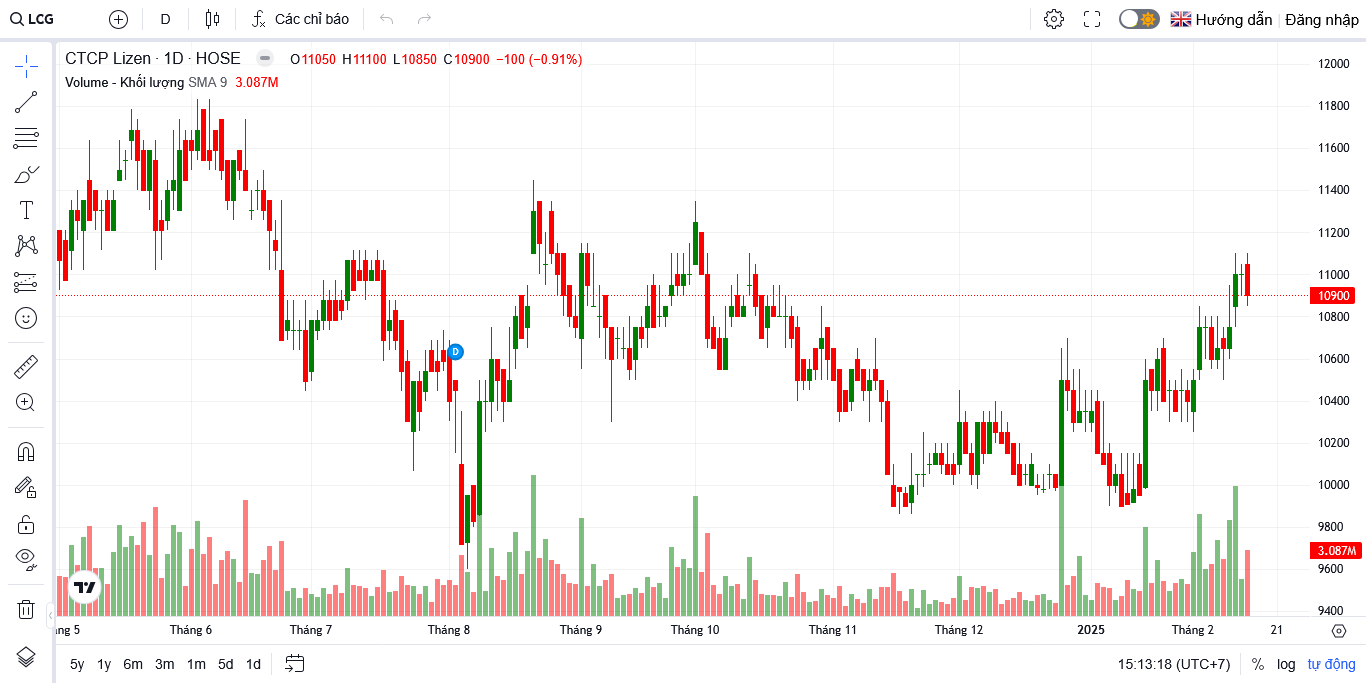 LCG D Các chỉ báo Hướng dẫn Đăng nhập
CTCP Lizen · 1D · HOSE O11050 H11100 L10850 C10900 −100 (−0.91%)
Volume - Khối lượng SMA 9 3.087M
12000
11800
11600
11400
11200
11000
10900
10800
10600
D
10400
10200
10000
9800
3.087M
9600
9400
ng 5 Tháng 6 Tháng 7 Tháng 8 Tháng 9 Tháng 10 Tháng 11 Tháng 12 2025 Tháng 2 21
5y 1y 6m 3m 1m 5d 1d 15:13:18 (UTC+7) % log tự động